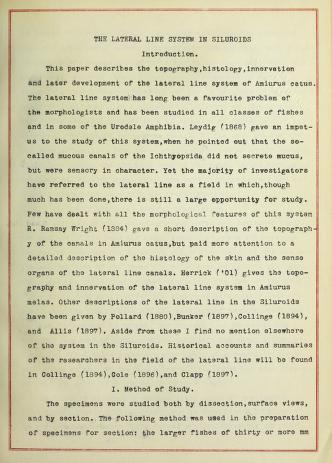 THE LATERAL LINE SYSTEM IN SILUROIDS
Introduction.
This paper describes the topography,histology,innervation
and later development of the lateral line system of Amiurus catus.
The lateral line system has long been a favourite problem of
the morphologists and has been studied in all classes of fishes
and in some of the Urodele Amphibia. Leydig (1868) gave an impet-
us to the study of this system,when he pointed out that the so-
called mucous canals of the Ichthyopsida did not secrete mucus,
but were sensory in character. Yet the majority of investigators
have referred to the lateral line as a field in which,though
much has been done,there is still a large opportunity for study.
Few have dealt with all the morphological features of this system
R. Ramsay Wright (1884) gave a short description of the topograph-
y of the canals in Amiurus catus,but paid more attention to a
detailed description of the histology of the skin and the sense
organs of the lateral line canals. Herrick ('01) gives the topo-
graphy and innervation of the lateral line system in Amiurus
melas. Other descriptions of the lateral line in the Siluroids
have been given by Pollard (1880),Bunker (1897),Collinge (1894),
and Allis (1897). Aside from these I find no mention elsewhere
of the system in the Siluroids. Historical accounts and summaries
of the researchers in the field of the lateral line will be found
in Collinge (1894),Cole (1898),and Clapp (1897).
I. Method of Study.
The specimens were studied both by dissection,surface views,
and by section. The following method was used in the preparation
of specimens for section: the larger fishes of thirty or more mm